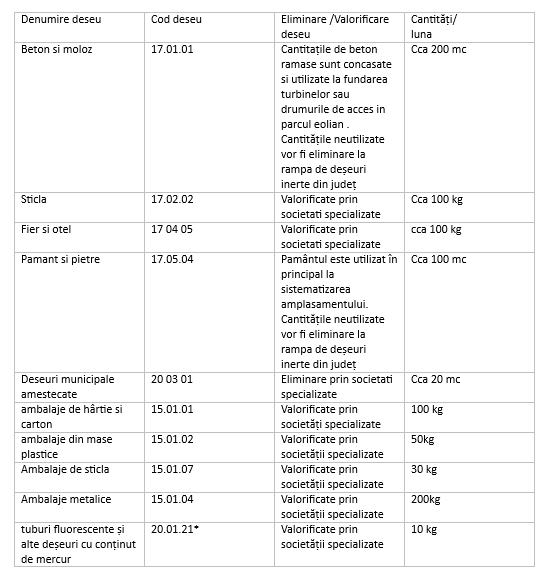 Denumire deseu
Cod deseu
Eliminare /Valorificare
deseu
Cantități/
luna
Beton si moloz
17.01.01
Cantitațile de beton
ramase sunt concasate
si utilizate la fundarea
turbinelor sau
drumurile de acces in
parcul eolian .
Cantitățile neutilizate
vor fi eliminare la
rampa de deșeuri
inerte din județ
Cca 200 mc
Sticla
17.02.02
Valorificate prin
societati specializate
Cca 100 kg
Fier si otel
17 04 05
Valorificate prin
societati specializate
cca 100 kg
Pamant si pietre
17.05.04
Pamântul este utilizat în
principal la
sistematizarea
amplasamentului.
Cantitățile neutilizate
vor fi eliminare la
rampa de deșeuri
inerte din județ
Cca 100 mc
Deseuri municipale
amestecate
20 03 01
Eliminare prin societati
specializate
Cca 20 mc
ambalaje de hârtie si
carton
15.01.01
Valorificate prin
societăți specializate
100 kg
ambalaje din mase
plastice
15.01.02
Valorificate prin
societății specializate
50kg
Ambalaje de sticla
15.01.07
Valorificate prin
societății specializate
30 kg
Ambalaje metalice
15.01.04
Valorificate prin
societății specializate
200kg
tuburi fluorescente și
alte deșeuri cu conținut
de mercur
20.01.21*
Valorificate prin
societății specializate
10 kg